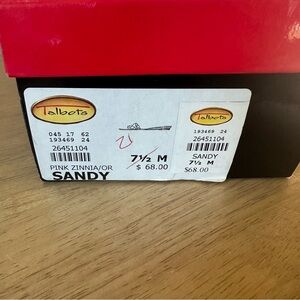 Talbots
045 17 62
193469 24
26451104
7½ M
PINK ZINNIA/OR
$ 68.00
SANDY
Talbots
193469 24
26451104
SANDY
7½ M
$68.00